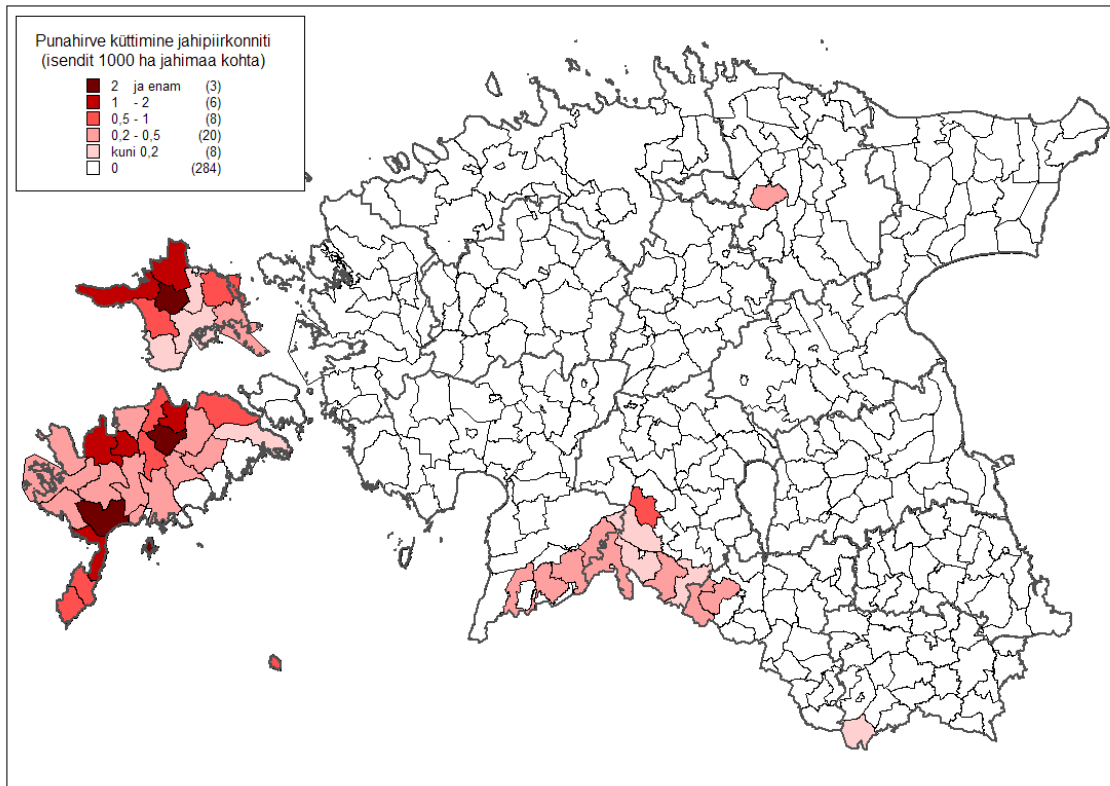 Punahirve küttimine jahipiirkonniti
(isendit 1000 ha jahimaa kohta)
2 ja enam (3)
1 - 2 (6)
0,5 - 1 (8)
0,2 - 0,5 (20)
kuni 0,2 (8)
0 (284)